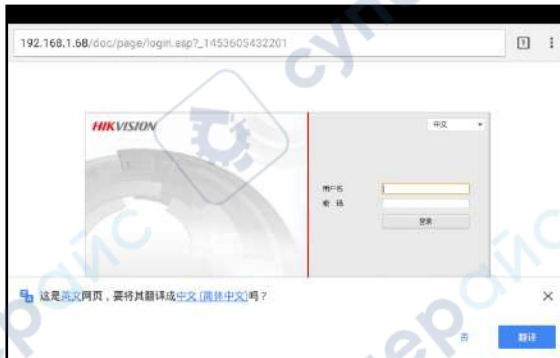 192.168.1.68/doc/page/login.asp?_1453605432201
HIKVISION
中文
用户名
密 码
登录
这是英文网页，要将其翻译成中文 (简体中文)吗？
否
翻译